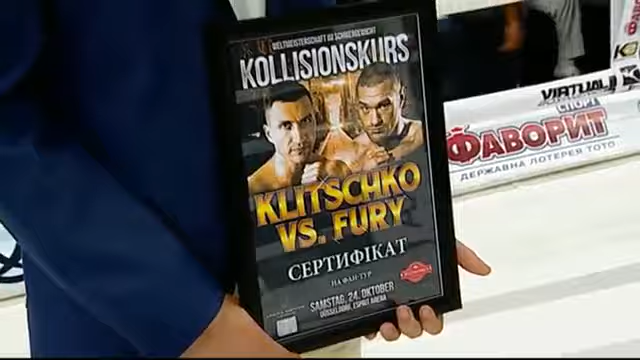 WELTMEISTERSCHAFT IM SCHWERGEWICHT
KOLLISIONSKURS
KLITSCHKO
VS. FURY
СЕРТИФІКАТ
НА ФАН-ТУР
SAMSTAG, 24. OKTOBER
DÜSSELDORF, ESPRIT ARENA
VIRTUAL
СПОРТ
ФАВОРИТ
ДЕРЖАВНА ЛОТЕРЕЯ ТОТО